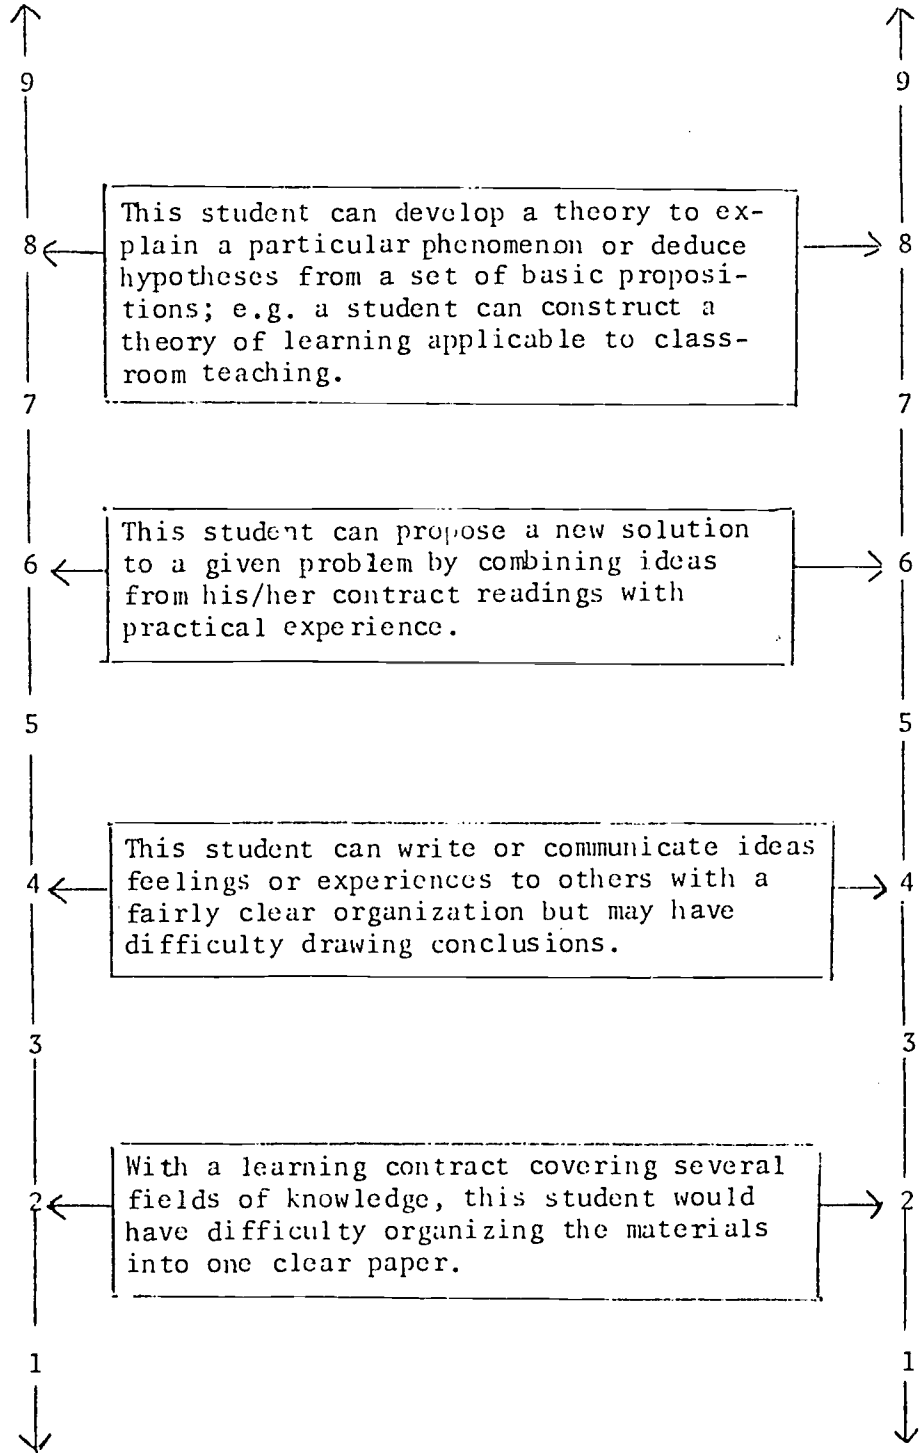 9 9
This student can develop a theory to ex-
8 plain a particular phenomenon or deduce 8
hypotheses from a set of basic proposi-
tions; e.g. a student can construct a
theory of learning applicable to class-
room teaching.
7 7
This student can propose a new solution
6 to a given problem by combining ideas 6
from his/her contract readings with
practical experience.
5 5
This student can write or communicate ideas
4 feelings or experiences to others with a 4
fairly clear organization but may have
difficulty drawing conclusions.
3 3
With a learning contract covering several
2 fields of knowledge, this student would 2
have difficulty organizing the materials
into one clear paper.
1 1